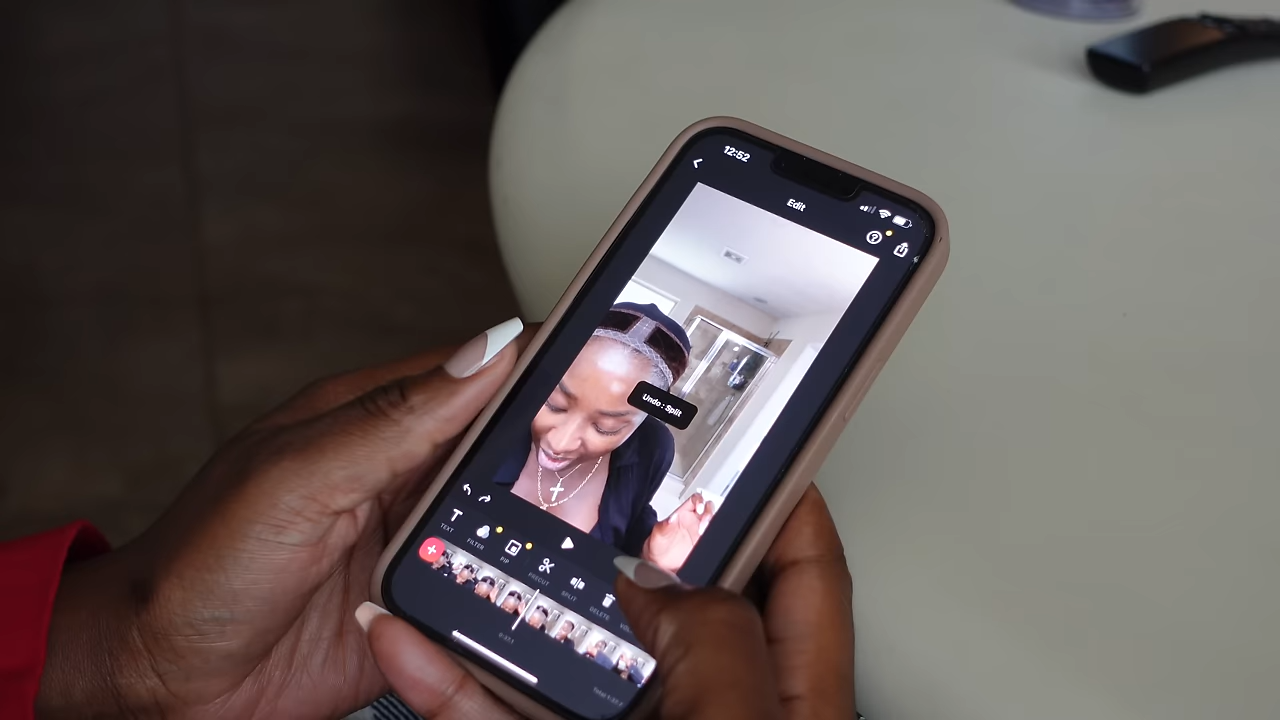 12:52
Edit
Undo : Split
TEXT
FILTER
PIP
PRECUT
SPLIT
DELETE